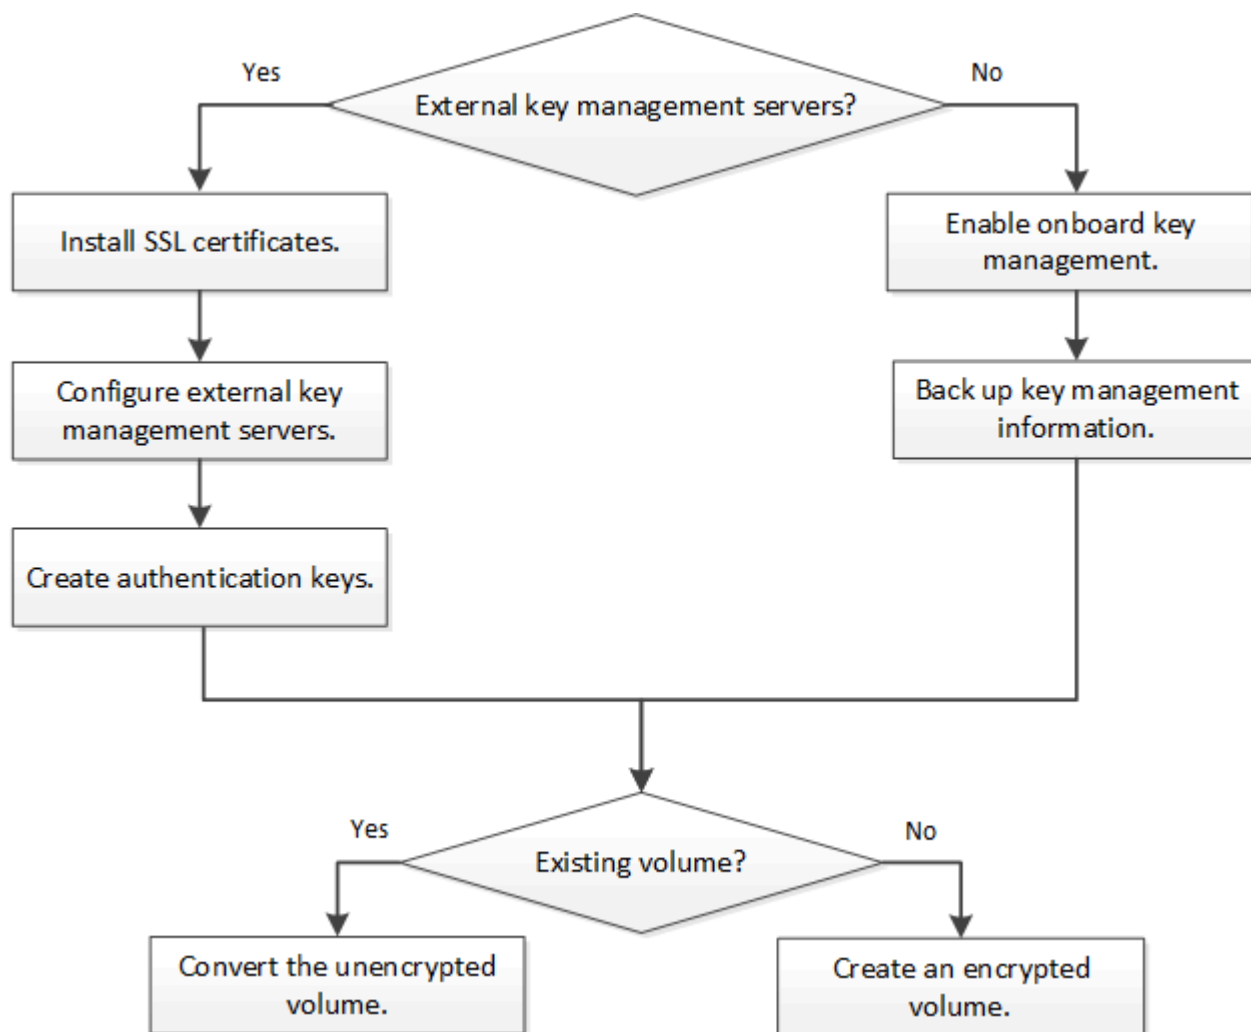 External key management servers?
Yes
No
Install SSL certificates.
Enable onboard key
management.
Configure external key
management servers.
Back up key management
information.
Create authentication keys.
Existing volume?
Yes
No
Convert the unencrypted
volume.
Create an encrypted
volume.